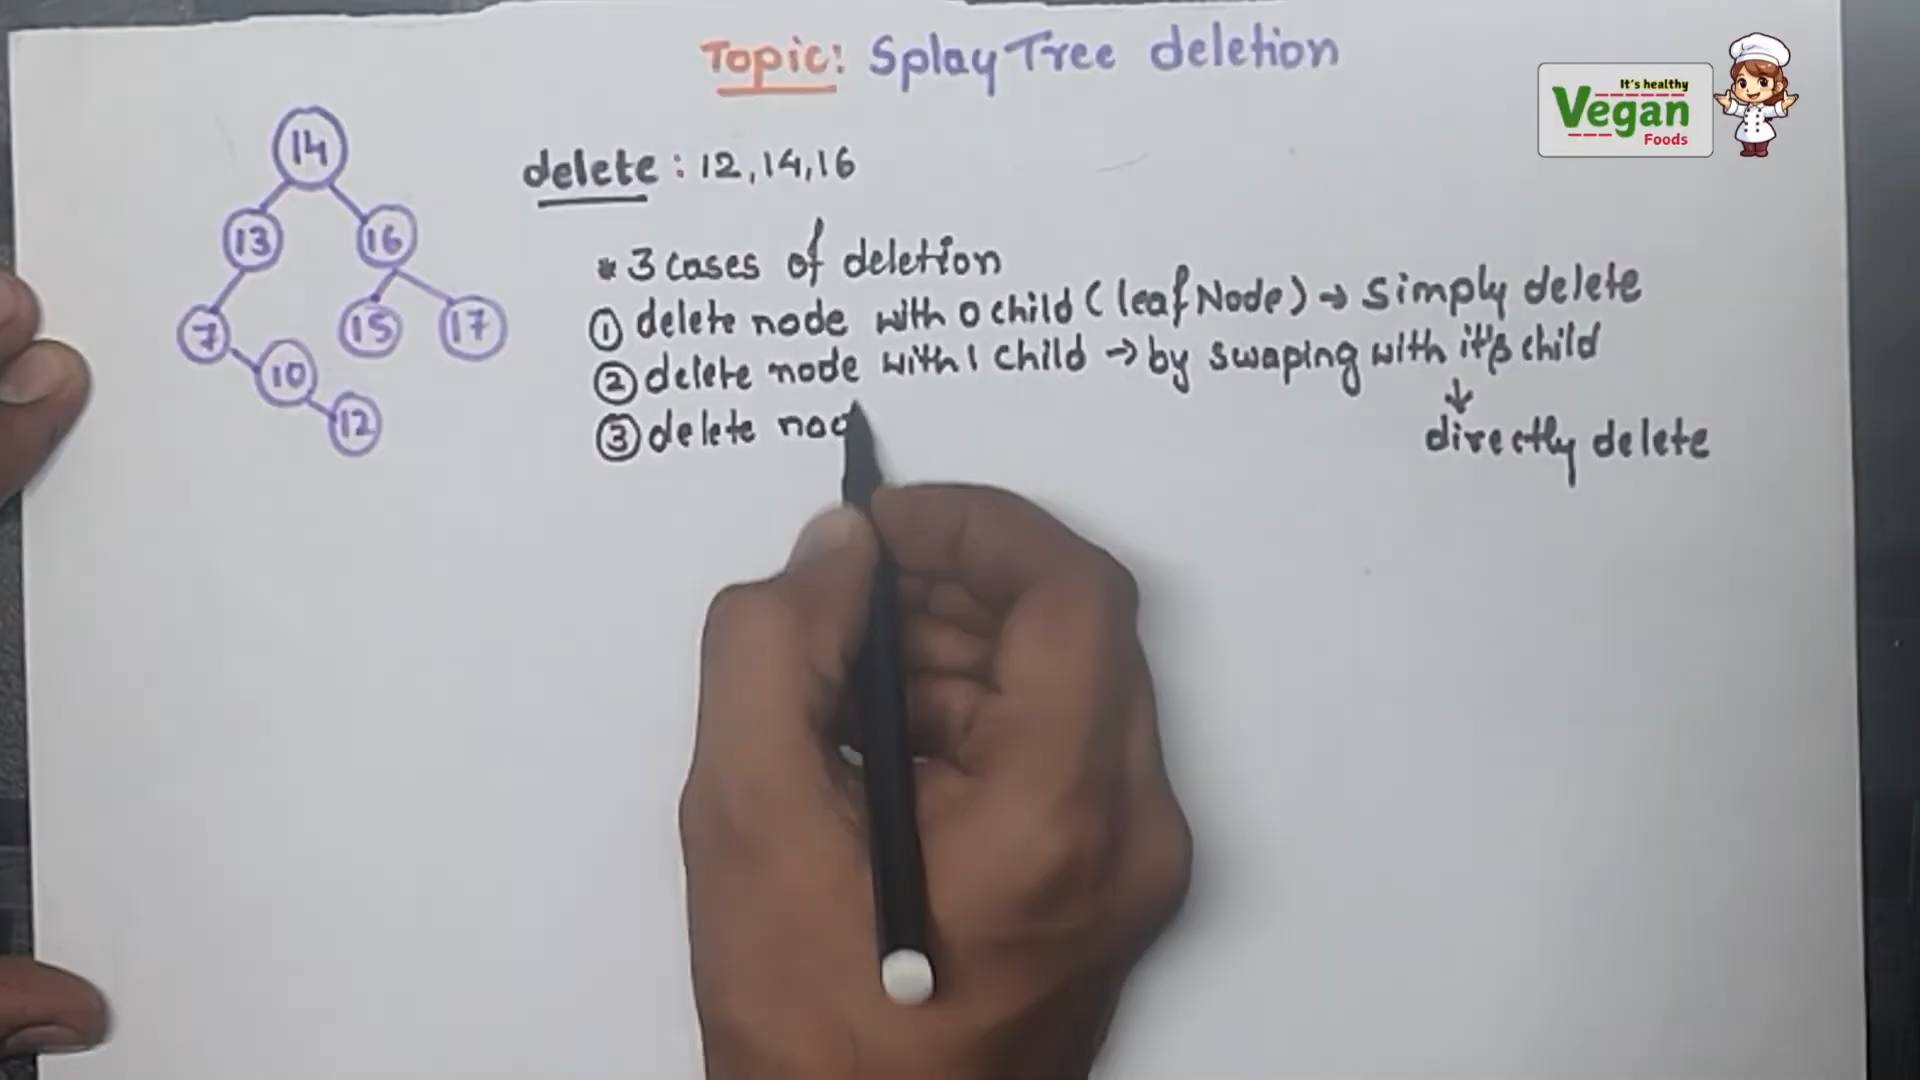 Topic: Splay Tree deletion
It's healthy
Vegan
Foods
14
delete : 12,14,16
13
16
* 3 cases of deletion
① delete node with 0 child (leaf Node) → simply delete
7
15
17
② delete node with 1 child → by swaping with it's child
10
↓
directly delete
12
③ delete nod